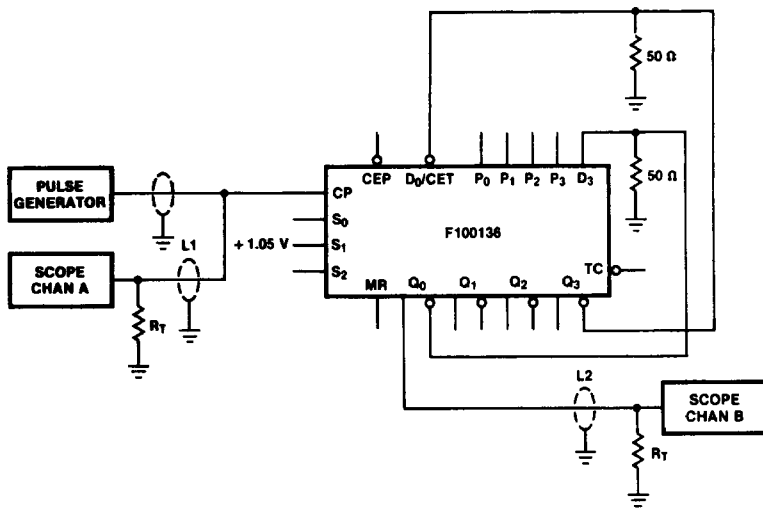 50 Ω
CEP
D0/CET
P0
P1
P2
P3
D3
50 Ω
PULSE
GENERATOR
CP
S0
F100136
L1
+ 1.05 V
S1
SCOPE
CHAN A
S2
TC
MR
Q0
Q1
Q2
Q3
RT
L2
SCOPE
CHAN B
RT